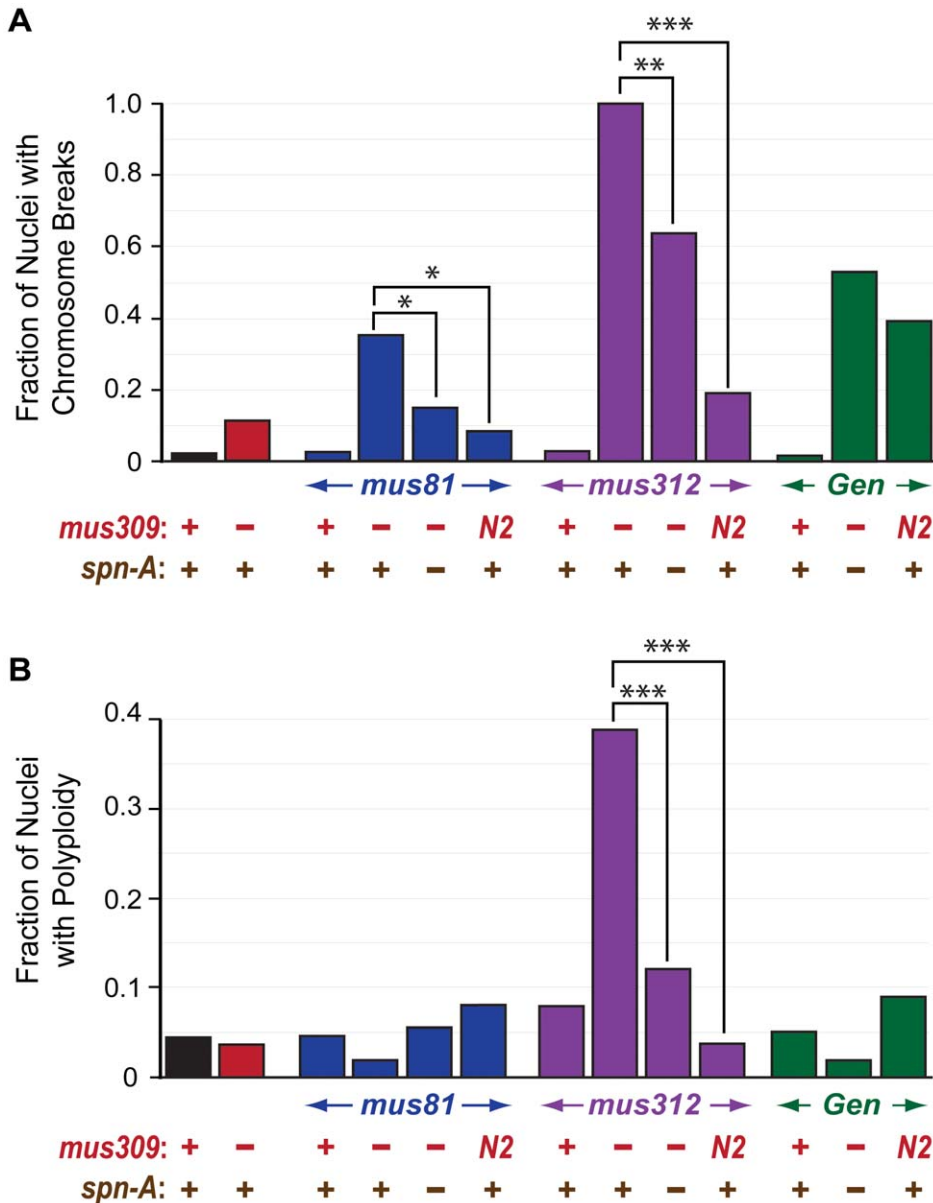 A
***
**
Fraction of Nuclei with
Chromosome Breaks
1.0
0.8
0.6
0.4
0.2
0
*
*
mus81 mus312 Gen
mus309: + − + − − N2 + − − N2 + − N2
spn-A: + + + + − + + + − + + − +
B
***
***
Fraction of Nuclei
with Polyploidy
0.4
0.3
0.2
0.1
0
mus81 mus312 Gen
mus309: + − + − − N2 + − − N2 + − N2
spn-A: + + + + − + + + − + + − +